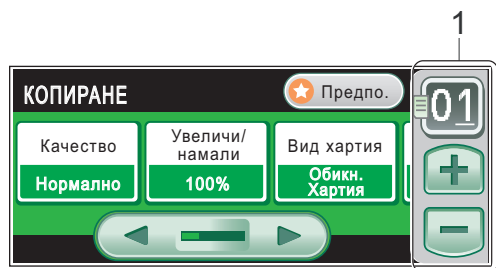 1
КОПИРАНЕ
Предпо.
01
Качество
Нормално
Увеличи/
намали
100%
Вид хартия
Обикн.
Хартия